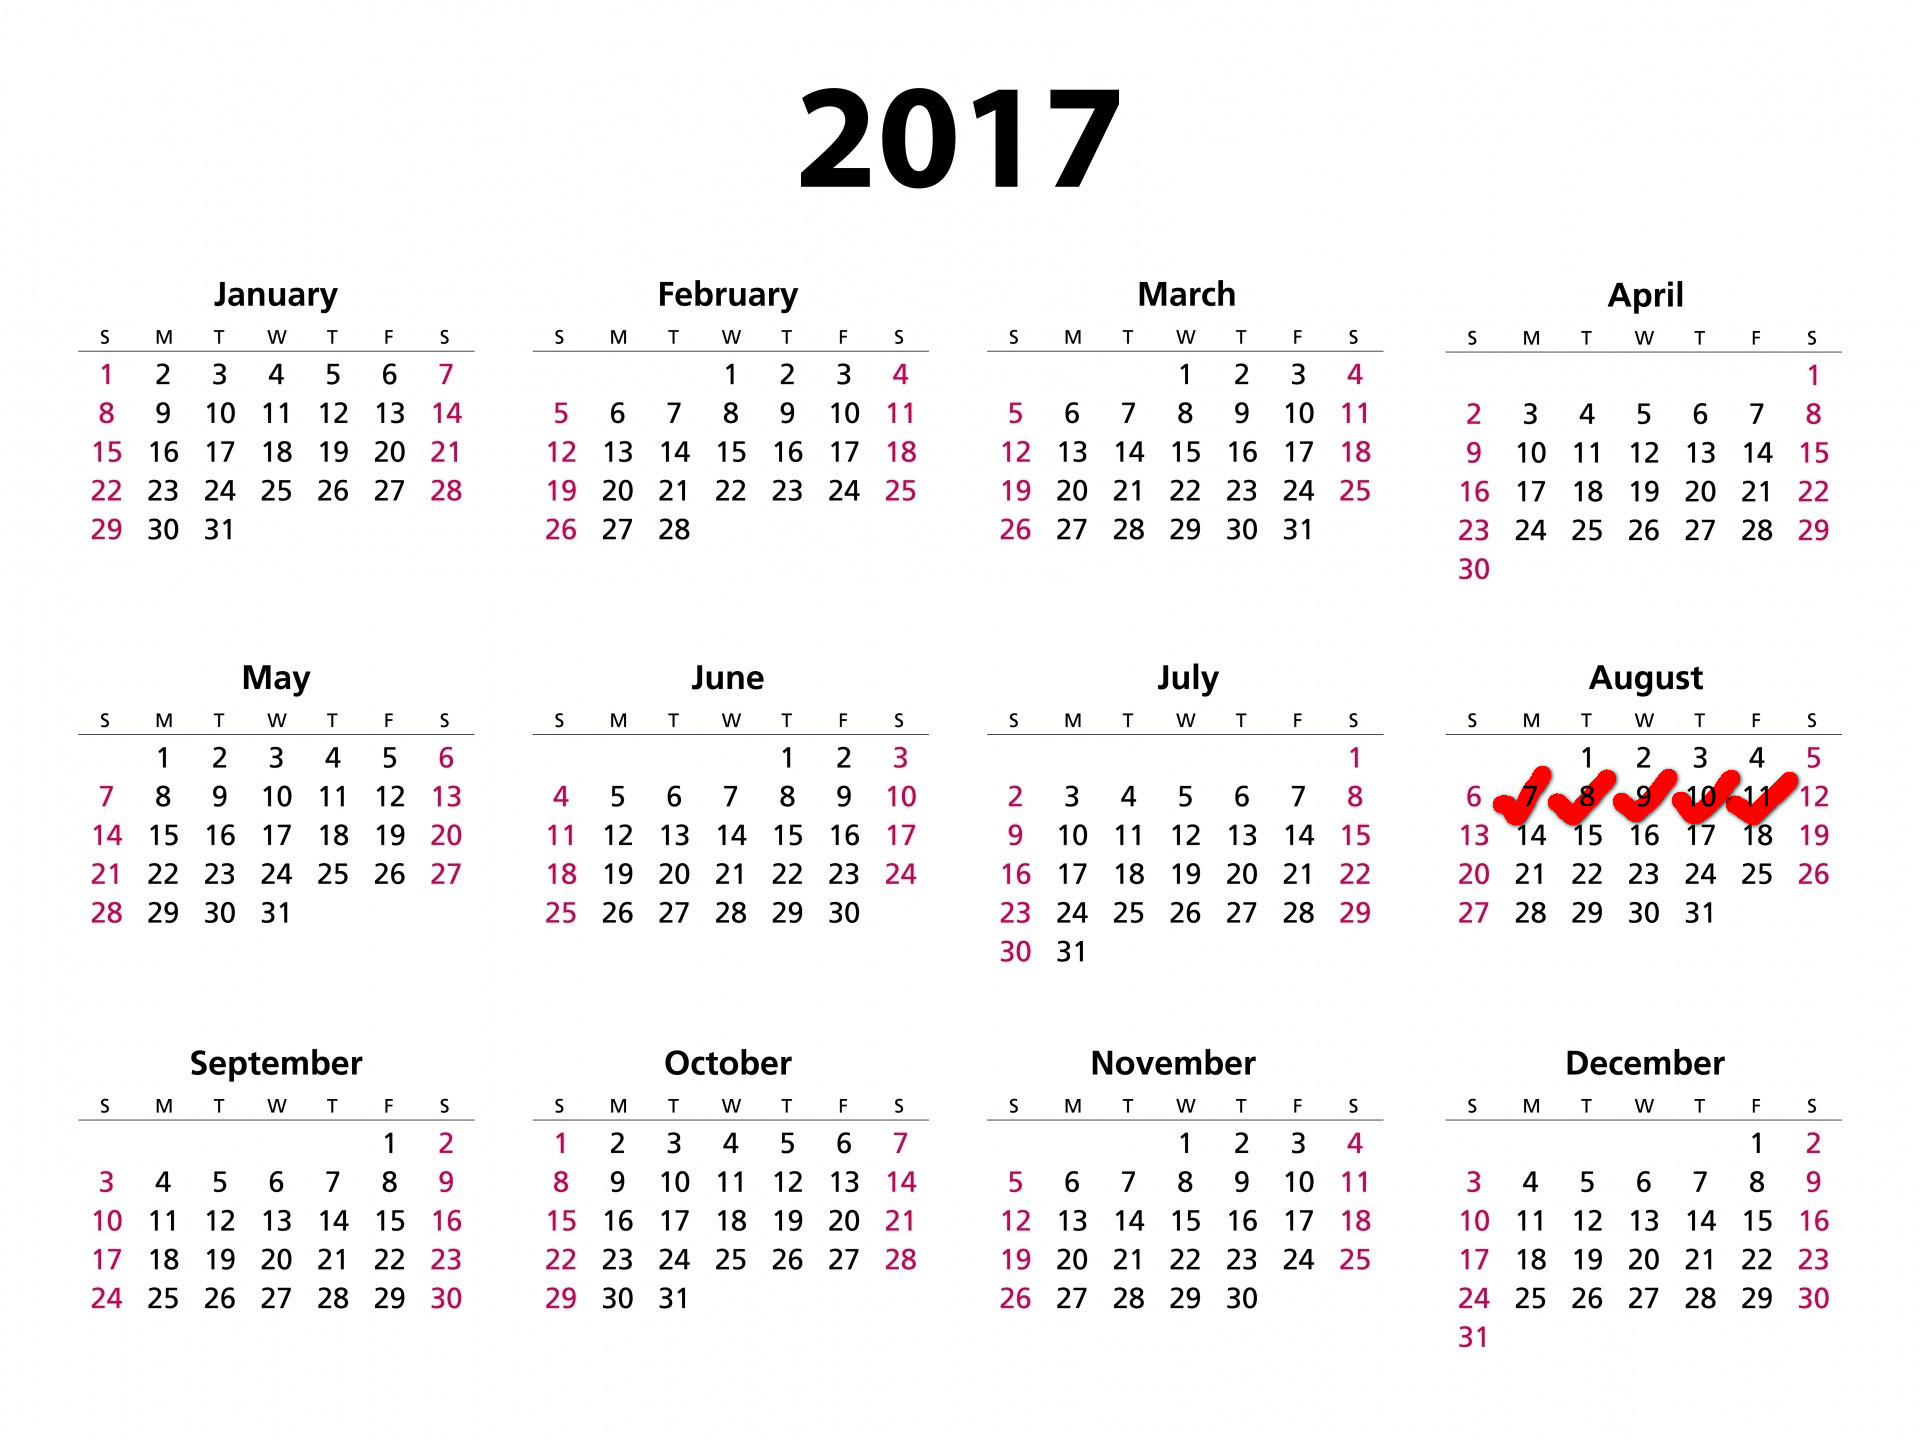 2017
January February March April
S M T W T F S S M T W T F S S M T W T F S S M T W T F S
1 2 3 4 5 6 7 1 2 3 4 1 2 3 4 1
8 9 10 11 12 13 14 5 6 7 8 9 10 11 5 6 7 8 9 10 11 2 3 4 5 6 7 8
15 16 17 18 19 20 21 12 13 14 15 16 17 18 12 13 14 15 16 17 18 9 10 11 12 13 14 15
22 23 24 25 26 27 28 19 20 21 22 23 24 25 19 20 21 22 23 24 25 16 17 18 19 20 21 22
29 30 31 26 27 28 26 27 28 29 30 31 23 24 25 26 27 28 29
30
May June July August
S M T W T F S S M T W T F S S M T W T F S S M T W T F S
1 2 3 4 5 6 1 2 3 1 1 2 3 4 5
7 8 9 10 11 12 13 4 5 6 7 8 9 10 2 3 4 5 6 7 8 6 7 8 9 10 11 12
14 15 16 17 18 19 20 11 12 13 14 15 16 17 9 10 11 12 13 14 15 13 14 15 16 17 18 19
21 22 23 24 25 26 27 18 19 20 21 22 23 24 16 17 18 19 20 21 22 20 21 22 23 24 25 26
28 29 30 31 25 26 27 28 29 30 23 24 25 26 27 28 29 27 28 29 30 31
30 31
September October November December
S M T W T F S S M T W T F S S M T W T F S S M T W T F S
1 2 1 2 3 4 5 6 7 1 2 3 4 1 2
3 4 5 6 7 8 9 8 9 10 11 12 13 14 5 6 7 8 9 10 11 3 4 5 6 7 8 9
10 11 12 13 14 15 16 15 16 17 18 19 20 21 12 13 14 15 16 17 18 10 11 12 13 14 15 16
17 18 19 20 21 22 23 22 23 24 25 26 27 28 19 20 21 22 23 24 25 17 18 19 20 21 22 23
24 25 26 27 28 29 30 29 30 31 26 27 28 29 30 24 25 26 27 28 29 30
31